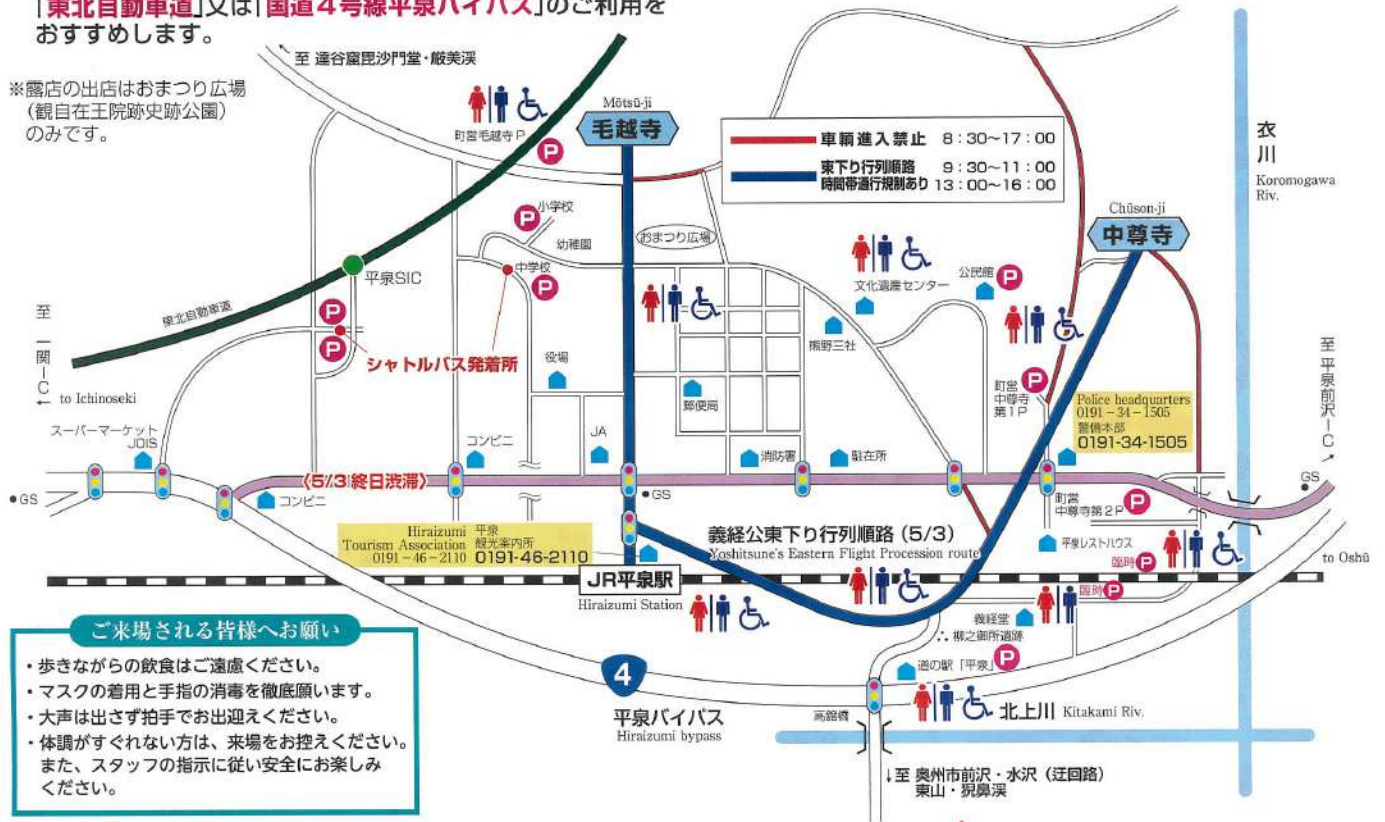 「東北自動車道」又は「国道4号線平泉バイパス」のご利用を
おすすめします。
※露店の出店はおまつり広場
(観自在王院跡史跡公園)
のみです。
至 達谷窟毘沙門堂・厳美渓
町営毛越寺P
P
Mōtsū-ji
毛越寺
車輌進入禁止 8:30~17:00
東下り行列順路 9:30~11:00
時間帯通行規制あり 13:00~16:00
衣川
Koromogawa
Riv.
Chūson-ji
中尊寺
P
小学校
幼稚園
おまつり広場
中学校
P
平泉SIC
東北自動車道
P
P
シャトルバス発着所
文化遺産センター
公民館
P
熊野三社
役場
郵便局
町営
中尊寺
第1P
P
至 一関IC
← to Ichinoseki
至 平泉前沢IC
スーパーマーケット
JOIS
コンビニ
JA
消防署
駐在所
Police headquarters
0191-34-1505
警備本部
0191-34-1505
●GS
《5/3終日渋滞》
コンビニ
●GS
GS
町営
中尊寺第2P
P
Hiraizumi
Tourism Association
0191-46-2110
平泉
観光案内所
0191-46-2110
義経公東下り行列順路(5/3)
Yoshitsune's Eastern Flight Procession route
平泉レストハウス
臨時P
to Ōshū
JR平泉駅
Hiraizumi Station
臨時P
義経堂
柳之御所遺跡
道の駅「平泉」
P
4
平泉バイパス
Hiraizumi bypass
高館橋
北上川 Kitakami Riv.
↓至 奥州市前沢・水沢(迂回路)
東山・猊鼻渓
ご来場される皆様へお願い
・歩きながらの飲食はご遠慮ください。
・マスクの着用と手指の消毒を徹底願います。
・大声は出さず拍手でお出迎えください。
・体調がすぐれない方は、来場をお控えください。
また、スタッフの指示に従い安全にお楽しみ
ください。